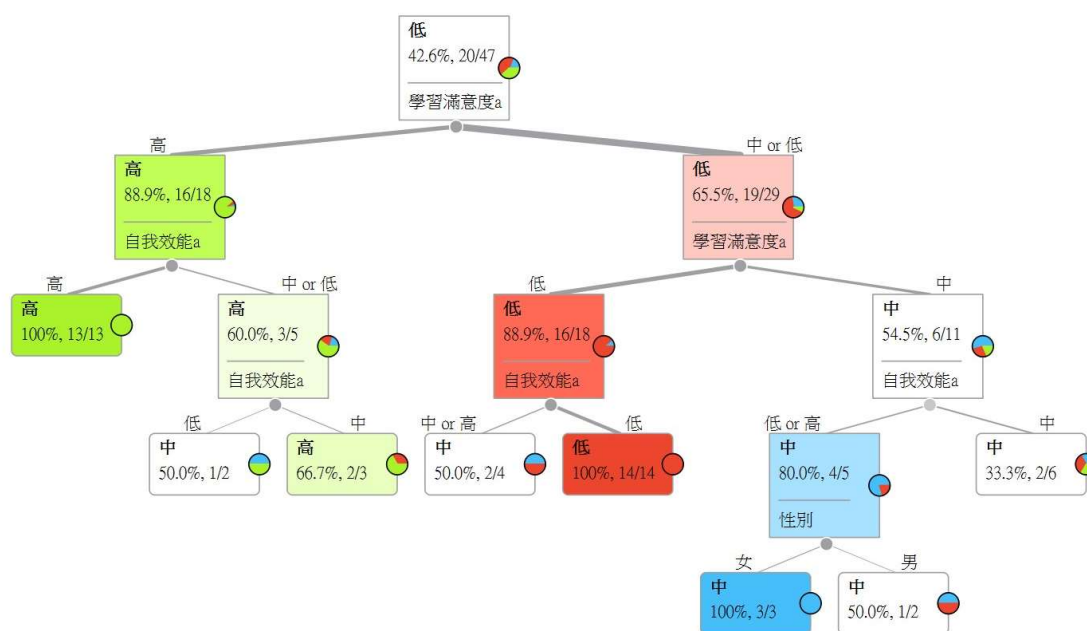 低
42.6%, 20/47
學習滿意度a
高
中 or 低
高
88.9%, 16/18
自我效能a
低
65.5%, 19/29
學習滿意度a
高
中 or 低
低
中
高
100%, 13/13
高
60.0%, 3/5
自我效能a
低
88.9%, 16/18
自我效能a
中
54.5%, 6/11
自我效能a
低
中
中 or 高
低
低 or 高
中
中
50.0%, 1/2
高
66.7%, 2/3
中
50.0%, 2/4
低
100%, 14/14
中
80.0%, 4/5
性別
中
33.3%, 2/6
女
男
中
100%, 3/3
中
50.0%, 1/2